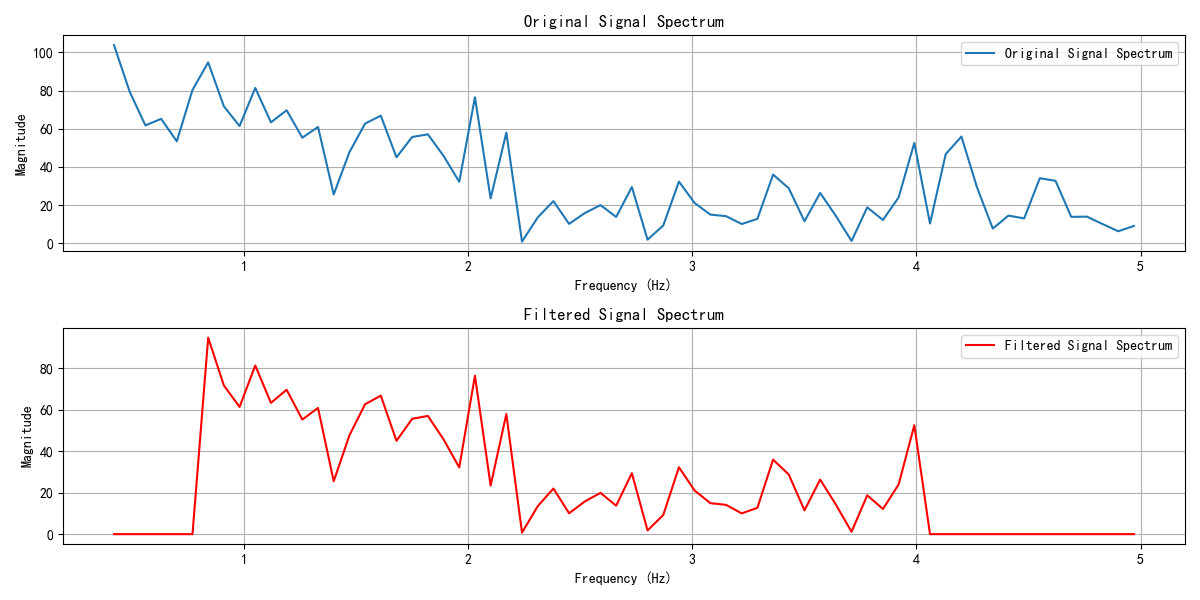 Original Signal Spectrum
Original Signal Spectrum
100
80
60
40
20
0
Magnitude
1 2 3 4 5
Frequency (Hz)
Filtered Signal Spectrum
Filtered Signal Spectrum
80
60
40
20
0
Magnitude
1 2 3 4 5
Frequency (Hz)